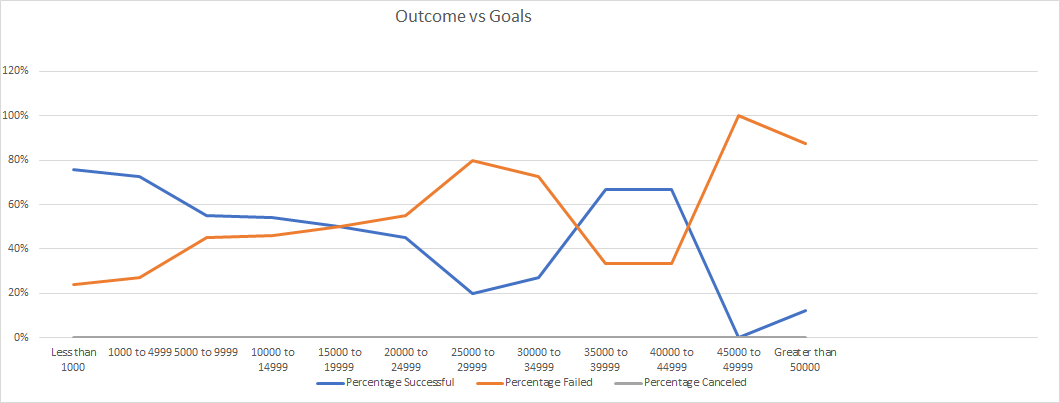 Outcome vs Goals
120%
100%
80%
60%
40%
20%
0%
Less than 1000 to 4999 5000 to 9999 10000 to 15000 to 20000 to 25000 to 30000 to 35000 to 40000 to 45000 to Greater than
1000 14999 19999 24999 29999 34999 39999 44999 49999 50000
Percentage Successful Percentage Failed Percentage Canceled